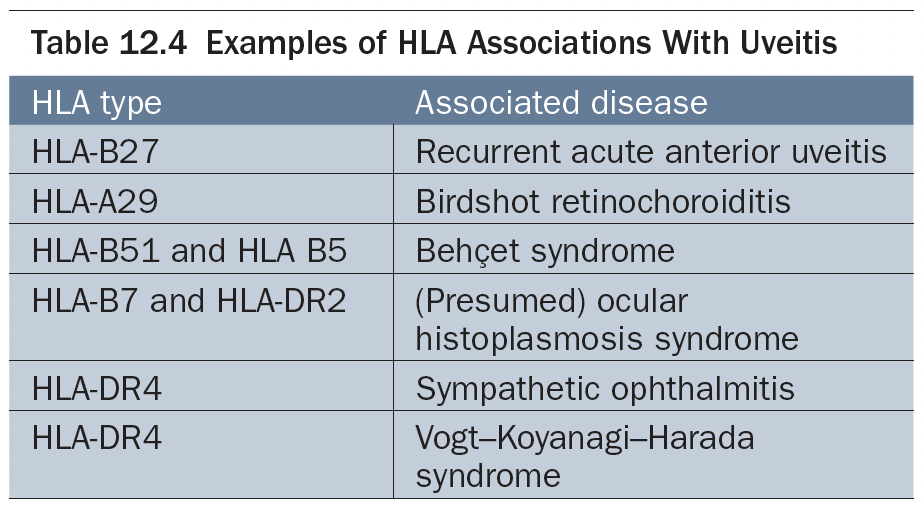 Table 12.4 Examples of HLA Associations With Uveitis
HLA type Associated disease
HLA-B27 Recurrent acute anterior uveitis
HLA-A29 Birdshot retinochoroiditis
HLA-B51 and HLA B5 Behçet syndrome
HLA-B7 and HLA-DR2 (Presumed) ocular
histoplasmosis syndrome
HLA-DR4 Sympathetic ophthalmitis
HLA-DR4 Vogt–Koyanagi–Harada
syndrome